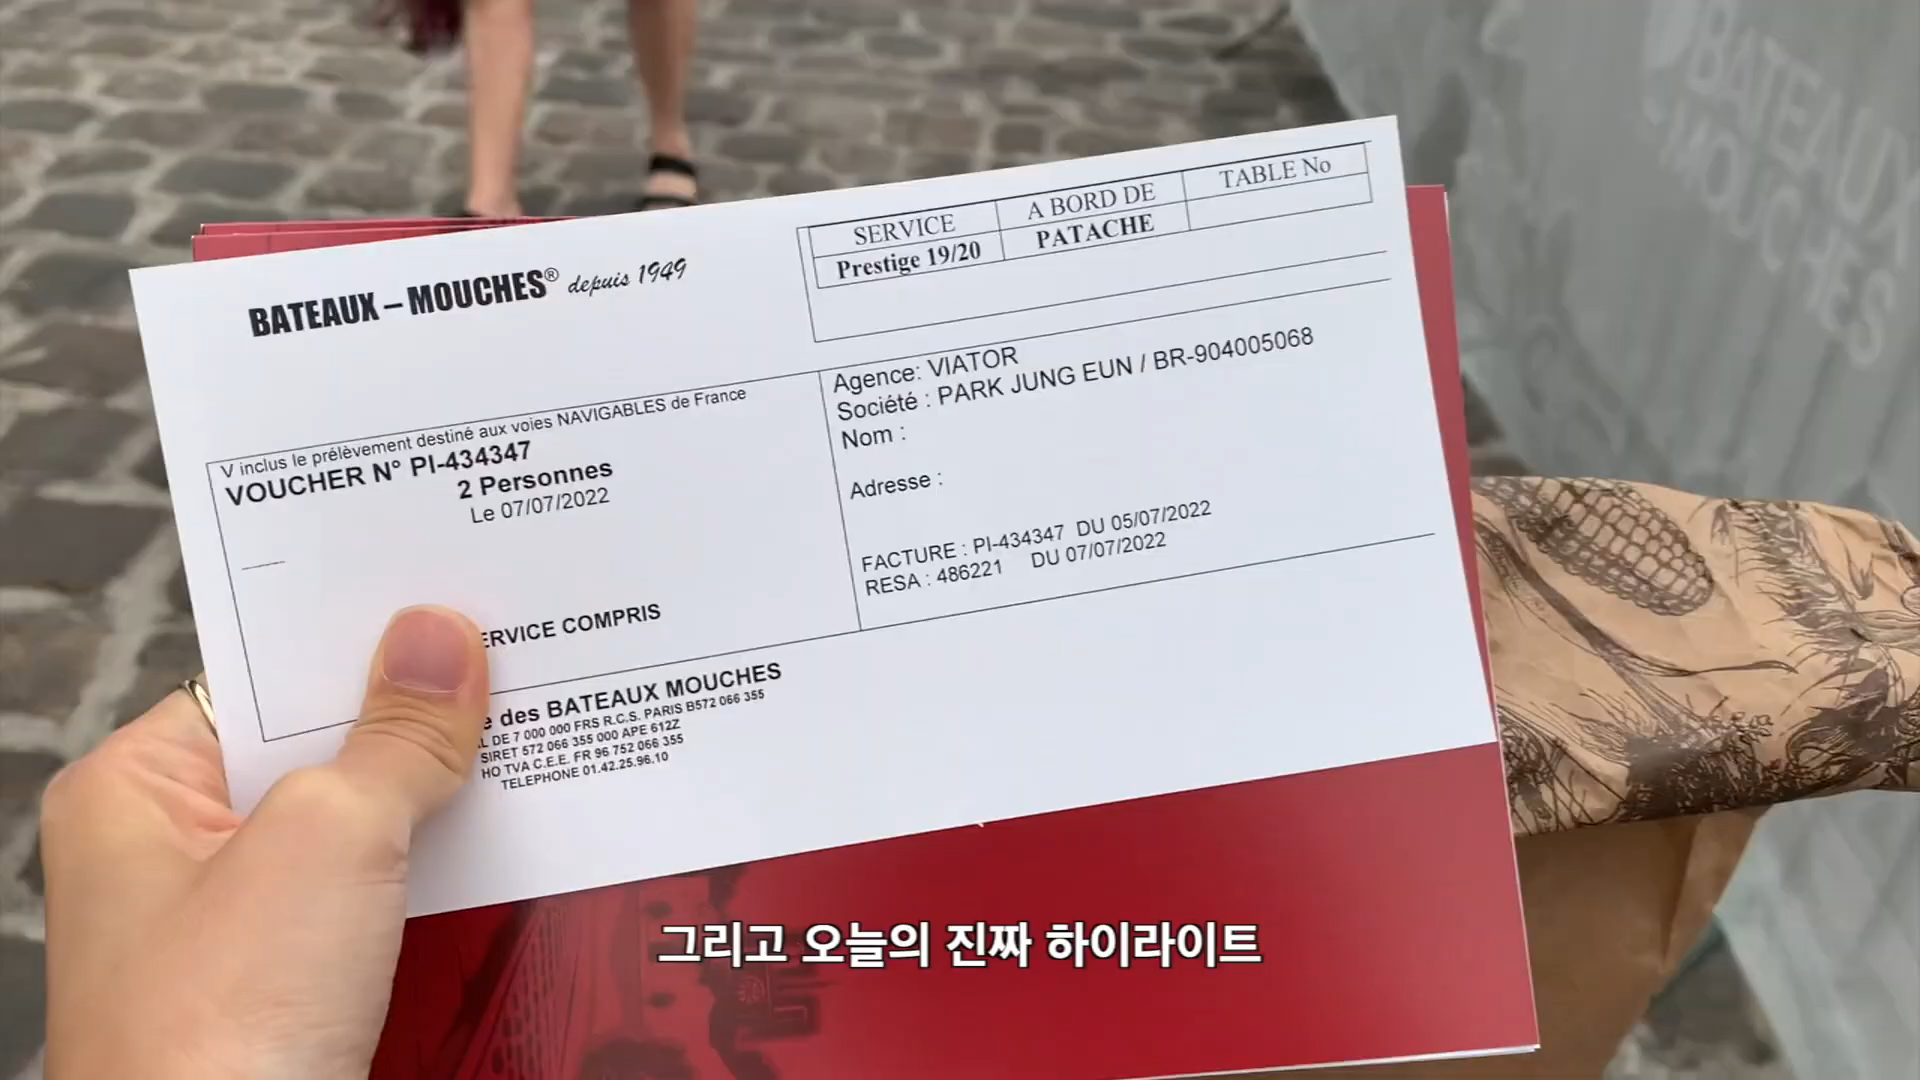 BATEAUX MOUCHES
BATEAUX – MOUCHES® depuis 1949
SERVICE
A BORD DE
TABLE No
Prestige 19/20
PATACHE
V inclus le prélèvement destiné aux voies NAVIGABLES de France
VOUCHER N° PI-434347
2 Personnes
Le 07/07/2022
ERVICE COMPRIS
Agence: VIATOR
Société : PARK JUNG EUN / BR-904005068
Nom :
Adresse :
FACTURE : PI-434347 DU 05/07/2022
RESA : 486221 DU 07/07/2022
des BATEAUX MOUCHES
DE 7 000 000 FRS R.C.S. PARIS B572 066 355
SIRET 572 066 355 000 APE 612Z
HO TVA C.E.E. FR 96 752 066 355
TELEPHONE 01.42.25.96.10
그리고 오늘의 진짜 하이라이트